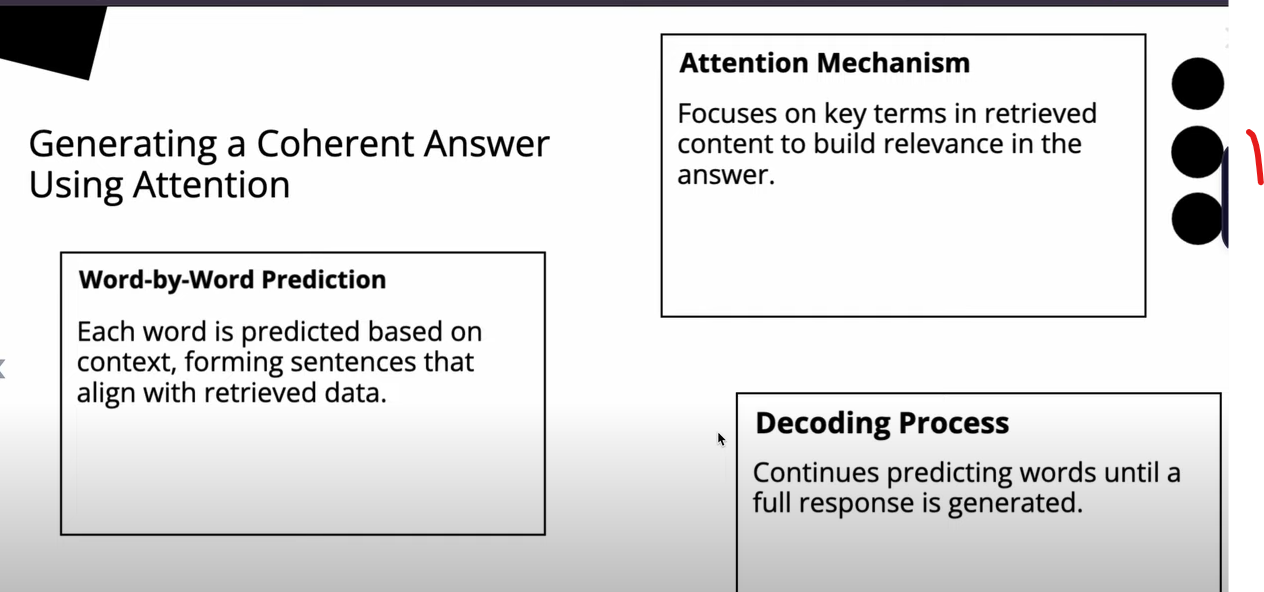 Generating a Coherent Answer
Using Attention
Word-by-Word Prediction
Each word is predicted based on
context, forming sentences that
align with retrieved data.
Attention Mechanism
Focuses on key terms in retrieved
content to build relevance in the
answer.
Decoding Process
Continues predicting words until a
full response is generated.